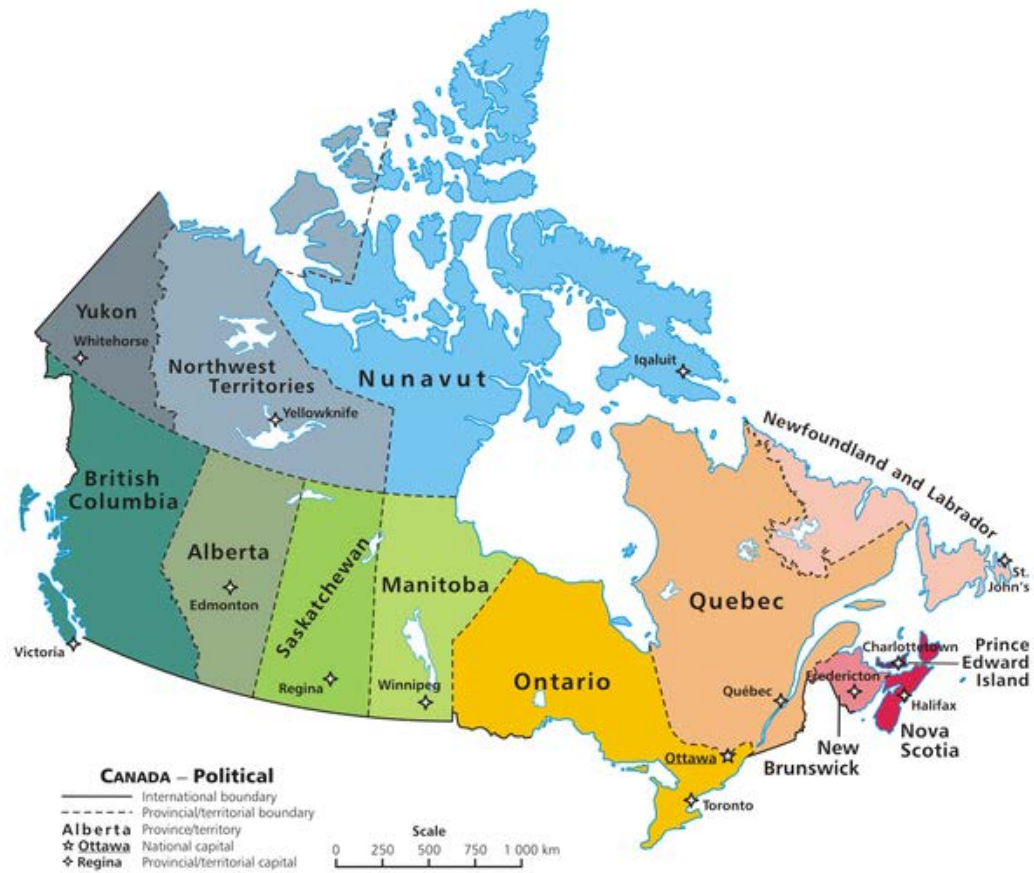 Yukon
Whitehorse
Northwest
Territories
Yellowknife
Nunavut
Iqaluit
British
Columbia
Victoria
Alberta
Edmonton
Saskatchewan
Regina
Manitoba
Winnipeg
Ontario
Ottawa
Toronto
Quebec
Québec
Newfoundland and Labrador
St.
John's
Charlottetown
Prince
Edward
Island
Fredericton
New
Brunswick
Halifax
Nova
Scotia
CANADA – Political
International boundary
Provincial/territorial boundary
Alberta Province/territory
Ottawa National capital
Regina Provincial/territorial capital
Scale
0 250 500 750 1 000 km